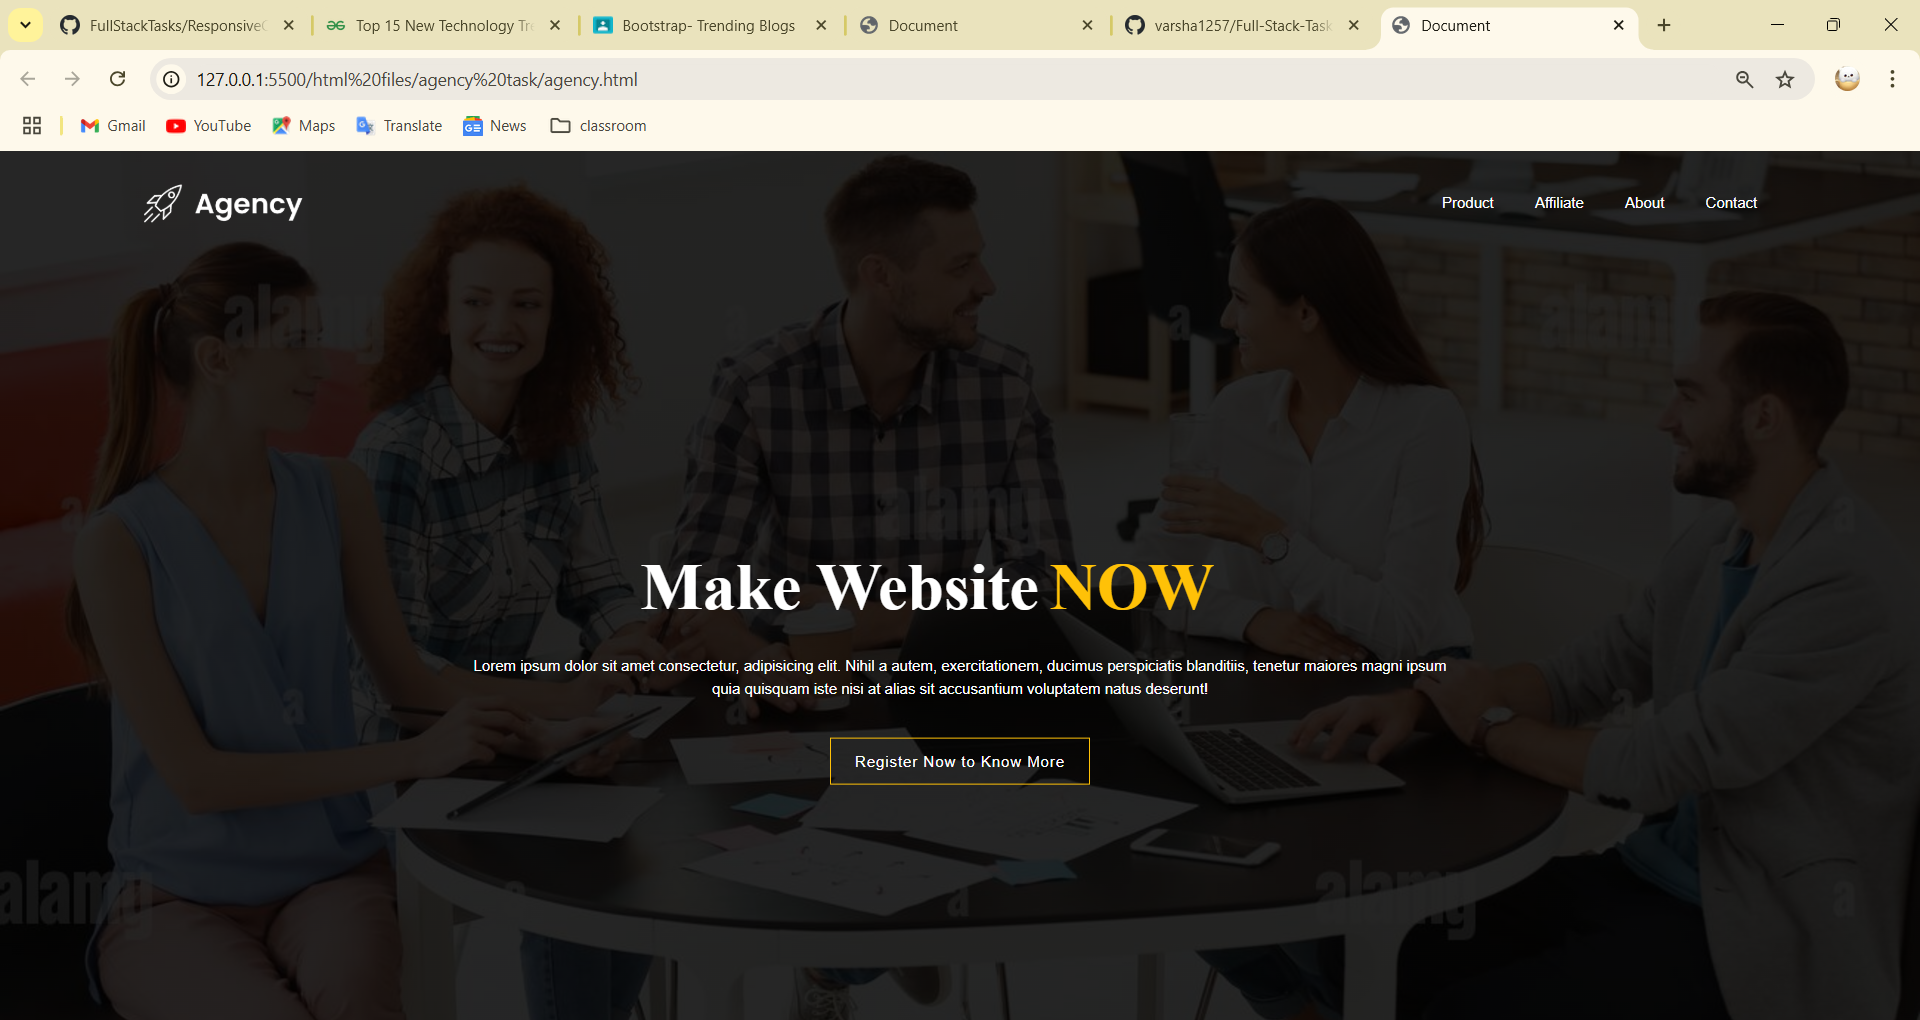 FullStackTasks/Responsive
Top 15 New Technology Tr
Bootstrap- Trending Blogs
Document
varsha1257/Full-Stack-Task
Document
127.0.0.1:5500/html%20files/agency%20task/agency.html
Gmail
YouTube
Maps
Translate
News
classroom
Agency
Product
Affiliate
About
Contact
alamy
a
a
alamy
alamy
a
a
Make Website NOW
Lorem ipsum dolor sit amet consectetur, adipisicing elit. Nihil a autem, exercitationem, ducimus perspiciatis blanditiis, tenetur maiores magni ipsum
quia quisquam iste nisi at alias sit accusantium voluptatem natus deserunt!
a
a
a
Register Now to Know More
alamy
a
a
alamy
a